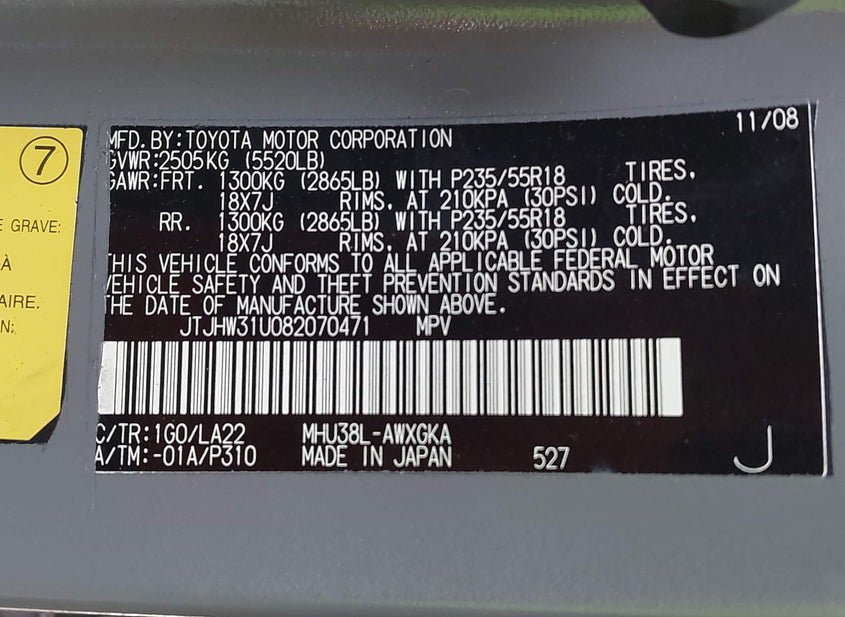 11/08
MFD. BY:TOYOTA MOTOR CORPORATION
GVWR:2505KG (5520LB)
GAWR:FRT. 1300KG (2865LB) WITH P235/55R18 TIRES,
18X7J RIMS, AT 210KPA (30PSI) COLD.
RR. 1300KG (2865LB) WITH P235/55R18 TIRES,
18X7J RIMS, AT 210KPA (30PSI) COLD.
THIS VEHICLE CONFORMS TO ALL APPLICABLE FEDERAL MOTOR
VEHICLE SAFETY AND THEFT PREVENTION STANDARDS IN EFFECT ON
THE DATE OF MANUFACTURE SHOWN ABOVE.
JTJHW31U082070471 MPV
C/TR:1G0/LA22 MHU38L-AWXGKA
A/TM:-01A/P310 MADE IN JAPAN 527
J
7
E GRAVE:
À
AIRE.
N: